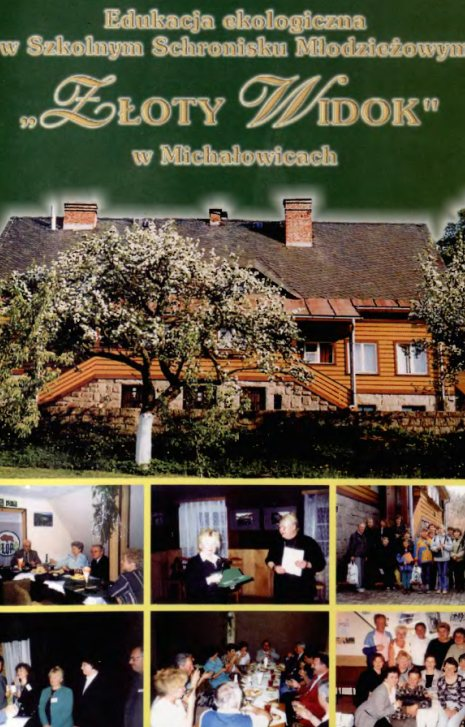 Edukacja ekologiczna
w Szkolnym Schronisku Młodzieżowym
„Złoty Widok"
w Michałowicach